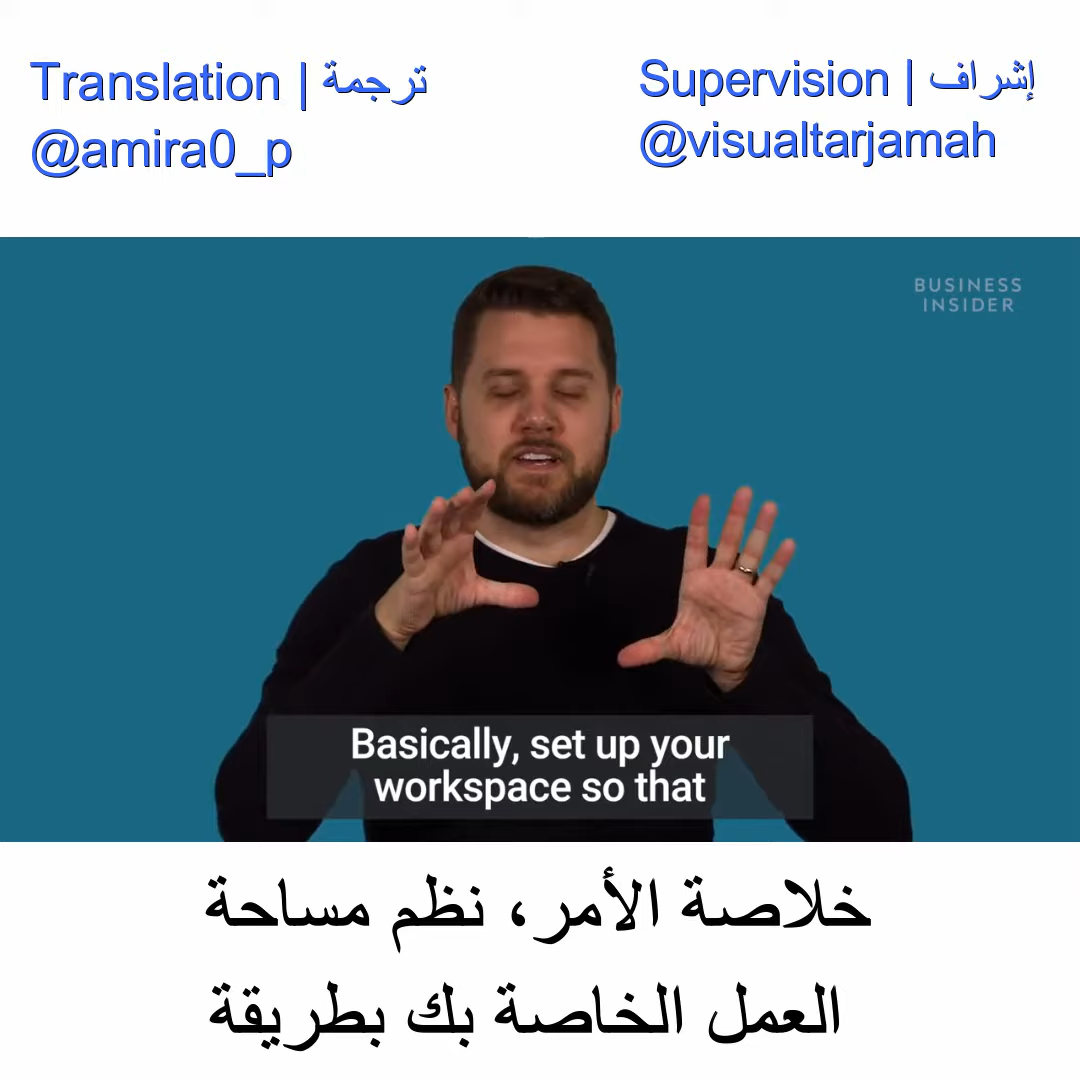 Translation | ترجمة
@amira0_p
Supervision | إشراف
@visualtarjamah
BUSINESS
INSIDER
Basically, set up your
workspace so that
خلاصة الأمر، نظم مساحة
العمل الخاصة بك بطريقة